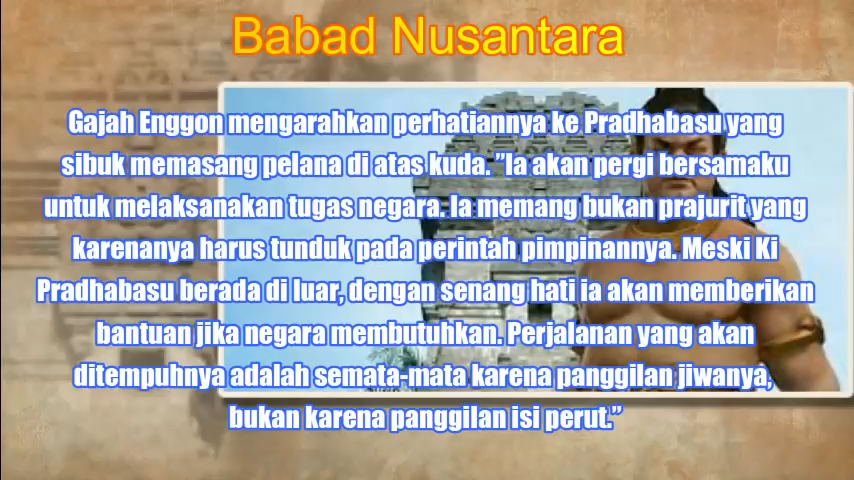 Babad Nusantara
Gajah Enggon mengarahkan perhatiannya ke Pradhabasu yang
sibuk memasang pelana di atas kuda. ”Ia akan pergi bersamaku
untuk melaksanakan tugas negara. Ia memang bukan prajurit yang
karenanya harus tunduk pada perintah pimpinannya. Meski Ki
Pradhabasu berada di luar, dengan senang hati ia akan memberikan
bantuan jika negara membutuhkan. Perjalanan yang akan
ditempuhnya adalah semata-mata karena panggilan jiwanya,
bukan karena panggilan isi perut.”